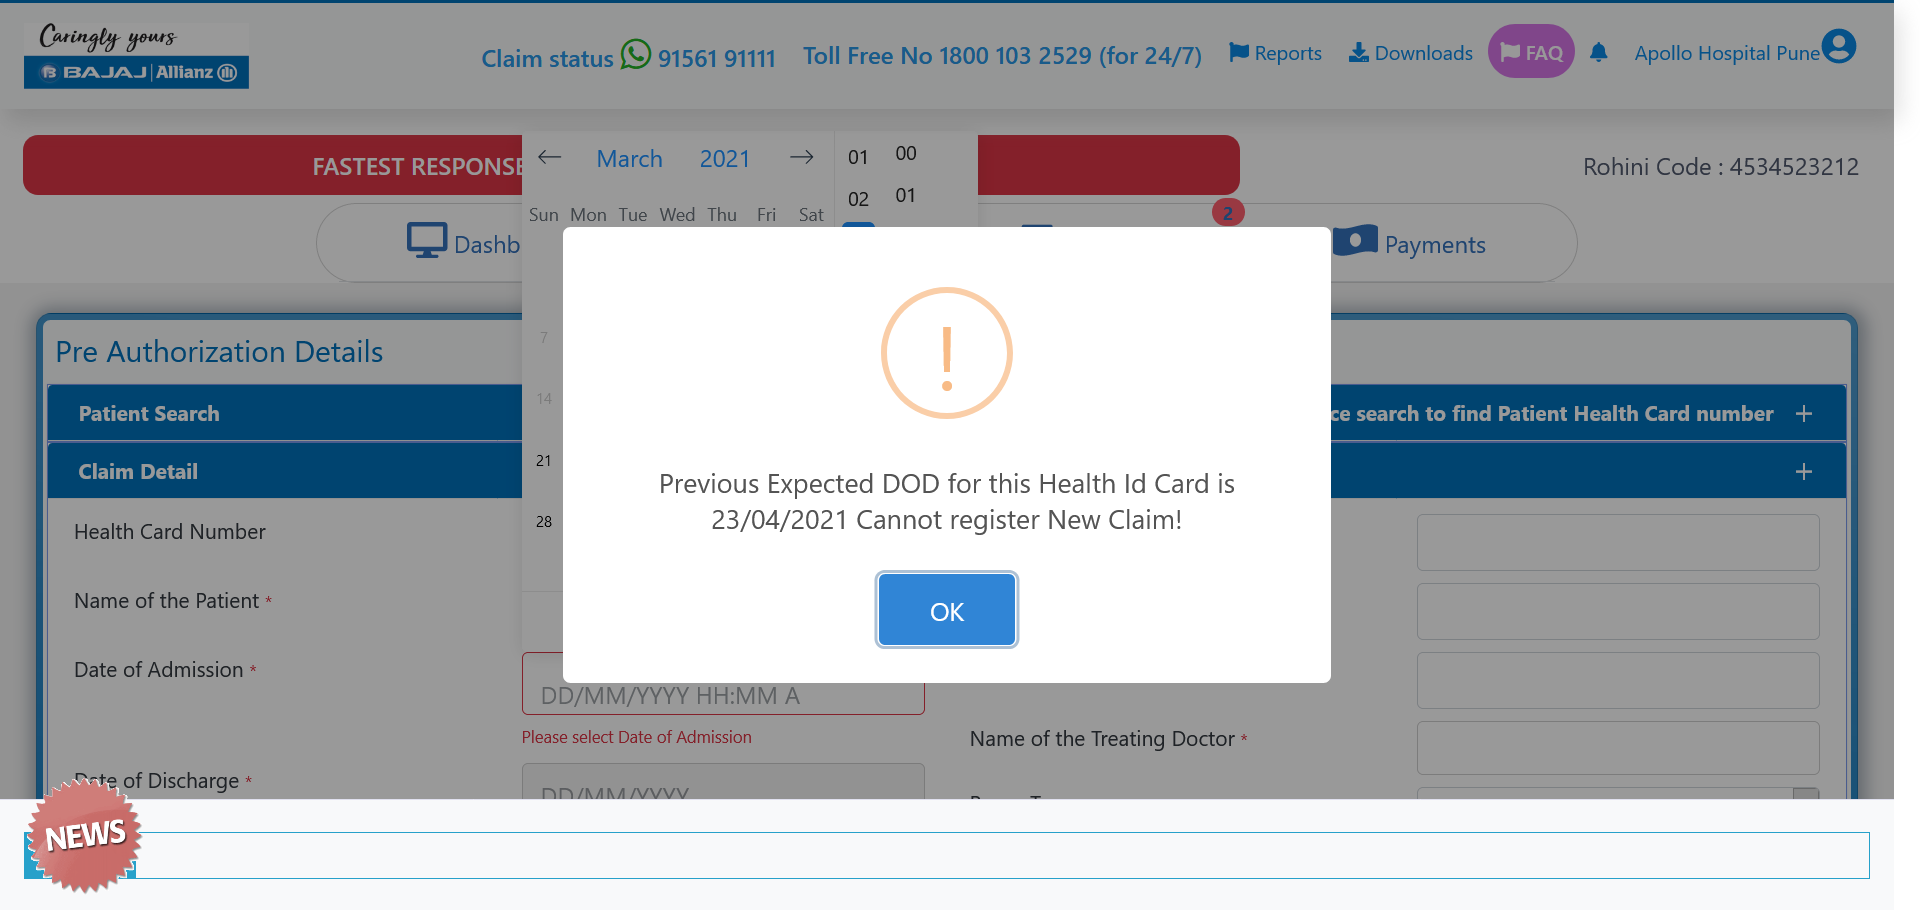 Caringly yours
BAJAJ | Allianz
Claim status 91561 91111
Toll Free No 1800 103 2529 (for 24/7)
Reports
Downloads
FAQ
Apollo Hospital Pune
FASTEST RESPONSE
March 2021
01 00
02 01
Rohini Code : 4534523212
Sun Mon Tue Wed Thu Fri Sat
2
Dashb
Payments
7
14
21
28
Pre Authorization Details
Patient Search
ce search to find Patient Health Card number +
Claim Detail +
Previous Expected DOD for this Health Id Card is
23/04/2021 Cannot register New Claim!
OK
Health Card Number
Name of the Patient *
Date of Admission *
DD/MM/YYYY HH:MM A
Please select Date of Admission
Name of the Treating Doctor *
Date of Discharge *
DD/MM/YYYY
NEWS